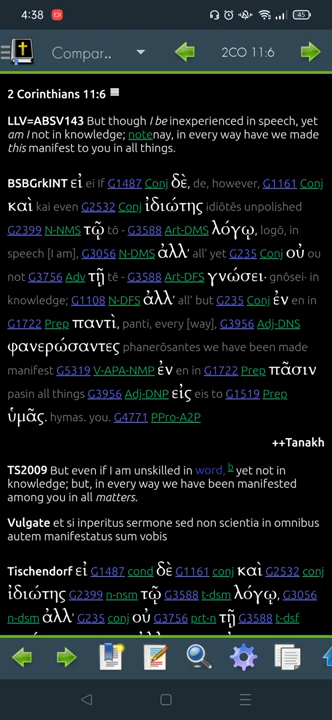 4:38
45
Compar.
2CO 11:6
2 Corinthians 11:6
LLV=ABSV143 But though I be inexperienced in speech, yet
am I not in knowledge; notenay, in every way have we made
this manifest to you in all things.
BSBGrkINT εἰ ei If G1487 Conj δὲ, de, however, G1161 Conj
καὶ kai even G2532 Conj ἰδιώτης idiōtēs unpolished
G2399 N-NMS τῷ tō - G3588 Art-DMS λόγῳ, logō, in
speech [I am], G3056 N-DMS ἀλλ’ all’ yet G235 Conj οὐ ou
not G3756 Adv τῇ tē - G3588 Art-DFS γνώσει· gnōsei· in
knowledge; G1108 N-DFS ἀλλ’ all’ but G235 Conj ἐν en in
G1722 Prep παντὶ, panti, every [way], G3956 Adj-DNS
φανερώσαντες phanerōsantes we have been made
manifest G5319 V-APA-NMP ἐν en in G1722 Prep πᾶσιν
pasin all things G3956 Adj-DNP εἰς eis to G1519 Prep
ὑμᾶς. hymas. you. G4771 PPro-A2P
++Tanakh
TS2009 But even if I am unskilled in word, b yet not in
knowledge; but, in every way we have been manifested
among you in all matters.
Vulgate et si inperitus sermone sed non scientia in omnibus
autem manifestatus sum vobis
Tischendorf εἰ G1487 cond δὲ G1161 conj καὶ G2532 conj
ἰδιώτης G2399 n-nsm τῷ G3588 t-dsm λόγῳ, G3056
n-dsm ἀλλ’ G235 conj οὐ G3756 prt-n τῇ G3588 t-dsf